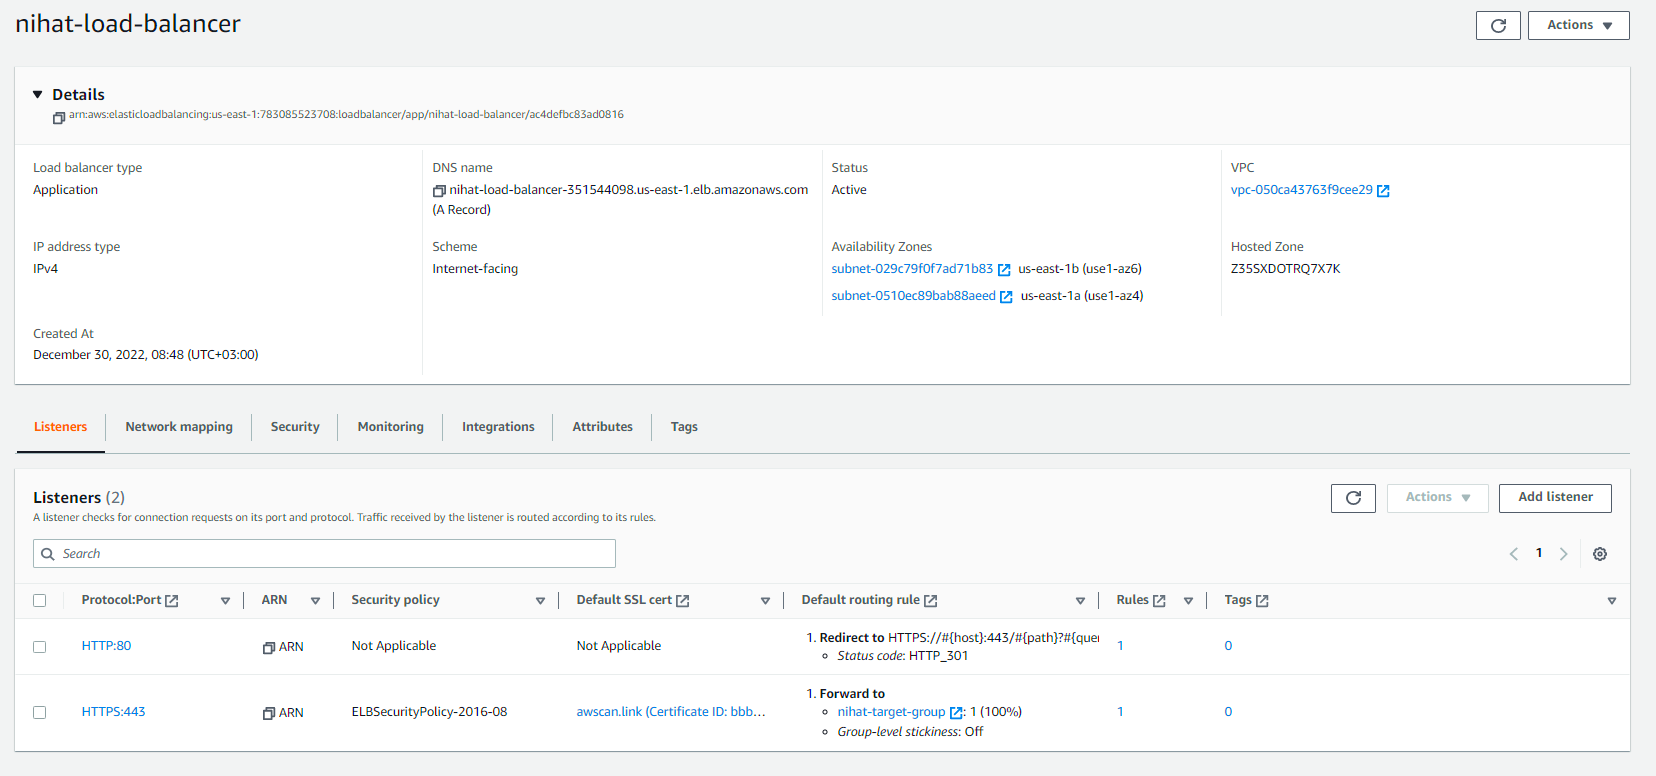 nihat-load-balancer
Actions
Details
arn:aws:elasticloadbalancing:us-east-1:783085523708:loadbalancer/app/nihat-load-balancer/ac4defbc83ad0816
Load balancer type
Application
DNS name
nihat-load-balancer-351544098.us-east-1.elb.amazonaws.com
(A Record)
Status
Active
VPC
vpc-050ca43763f9cee29
IP address type
IPv4
Scheme
Internet-facing
Availability Zones
subnet-029c79f0f7ad71b83 us-east-1b (use1-az6)
subnet-0510ec89bab88aeed us-east-1a (use1-az4)
Hosted Zone
Z35SXDOTRQ7X7K
Created At
December 30, 2022, 08:48 (UTC+03:00)
Listeners Network mapping Security Monitoring Integrations Attributes Tags
Listeners (2)
A listener checks for connection requests on its port and protocol. Traffic received by the listener is routed according to its rules.
Actions
Add listener
Search
1
Protocol:Port ARN Security policy Default SSL cert Default routing rule Rules Tags
HTTP:80 ARN Not Applicable Not Applicable
1. Redirect to HTTPS://#{host}:443/#{path}?#{que
Status code: HTTP_301
1 0
HTTPS:443 ARN ELBSecurityPolicy-2016-08 awscan.link (Certificate ID: bbb...
1. Forward to
nihat-target-group: 1 (100%)
Group-level stickiness: Off
1 0